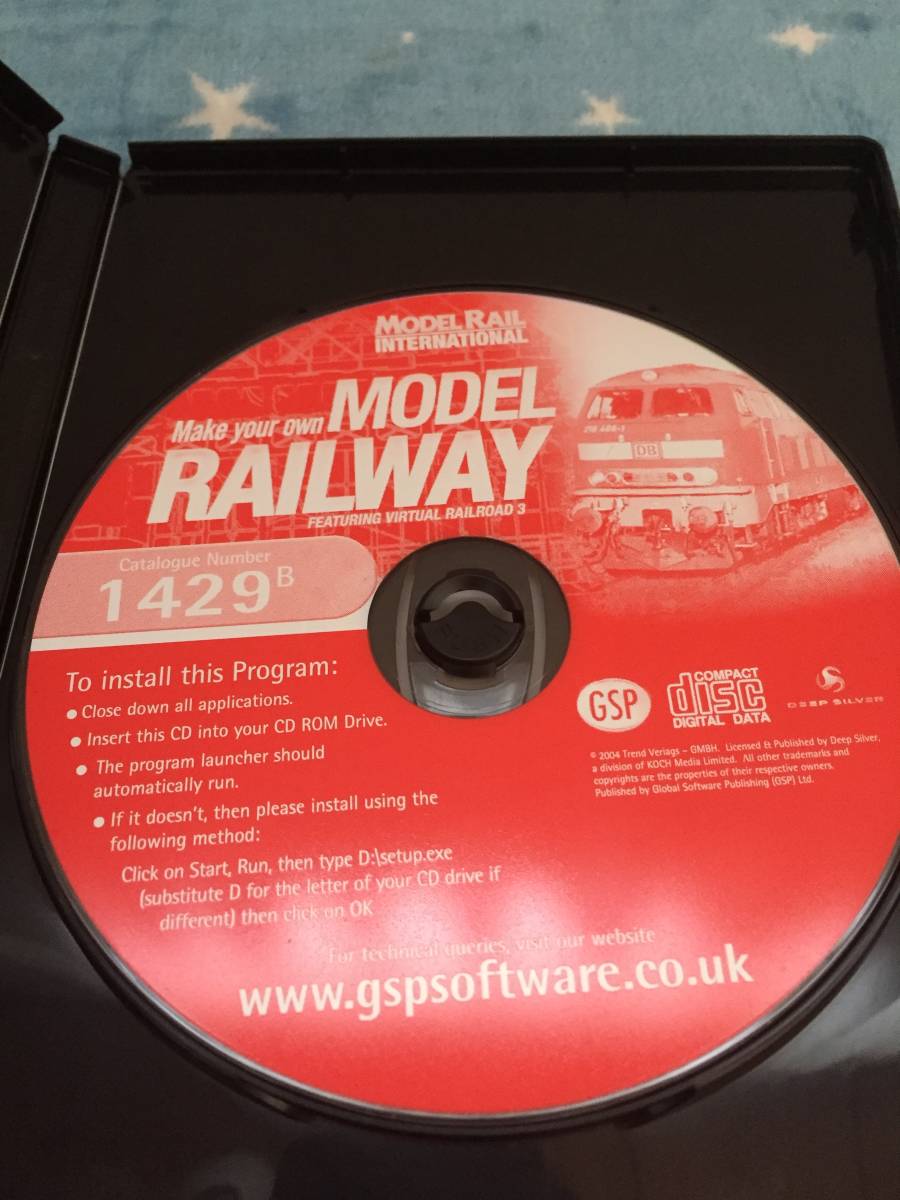 MODEL RAIL
INTERNATIONAL
Make your own MODEL
RAILWAY
FEATURING VIRTUAL RAILROAD 3
218 488-1
DB
Catalogue Number
1429B
To install this Program:
● Close down all applications.
● Insert this CD into your CD ROM Drive.
● The program launcher should
automatically run.
● If it doesn't, then please install using the
following method:
Click on Start, Run, then type D:\setup.exe
(substitute D for the letter of your CD drive if
different) then click on OK
GSP
COMPACT
disc
DIGITAL DATA
DEEP SILVER
© 2004 Trend Verlags - GMBH. Licensed & Published by Deep Silver,
a division of KOCH Media Limited. All other trademarks and
copyrights are the properties of their respective owners.
Published by Global Software Publishing (GSP) Ltd.
For technical queries, visit our website
www.gspsoftware.co.uk